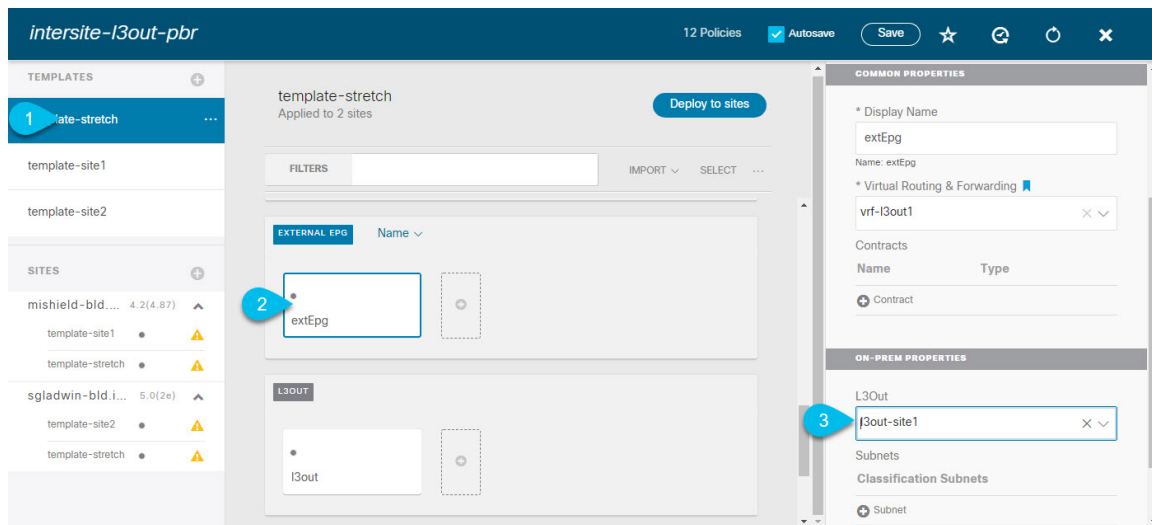 intersite-l3out-pbr
12 Policies
Autosave
Save
TEMPLATES
1
ate-stretch
template-site1
template-site2
SITES
mishield-bld.... 4.2(4.87)
template-site1
template-stretch
sgladwin-bld.i... 5.0(2e)
template-site2
template-stretch
template-stretch
Applied to 2 sites
Deploy to sites
FILTERS
IMPORT
SELECT
...
EXTERNAL EPG
Name
2
extEpg
L3OUT
l3out
COMMON PROPERTIES
* Display Name
extEpg
Name: extEpg
* Virtual Routing & Forwarding
vrf-l3out1
Contracts
Name Type
Contract
ON-PREM PROPERTIES
L3Out
3
l3out-site1
Subnets
Classification Subnets
Subnet